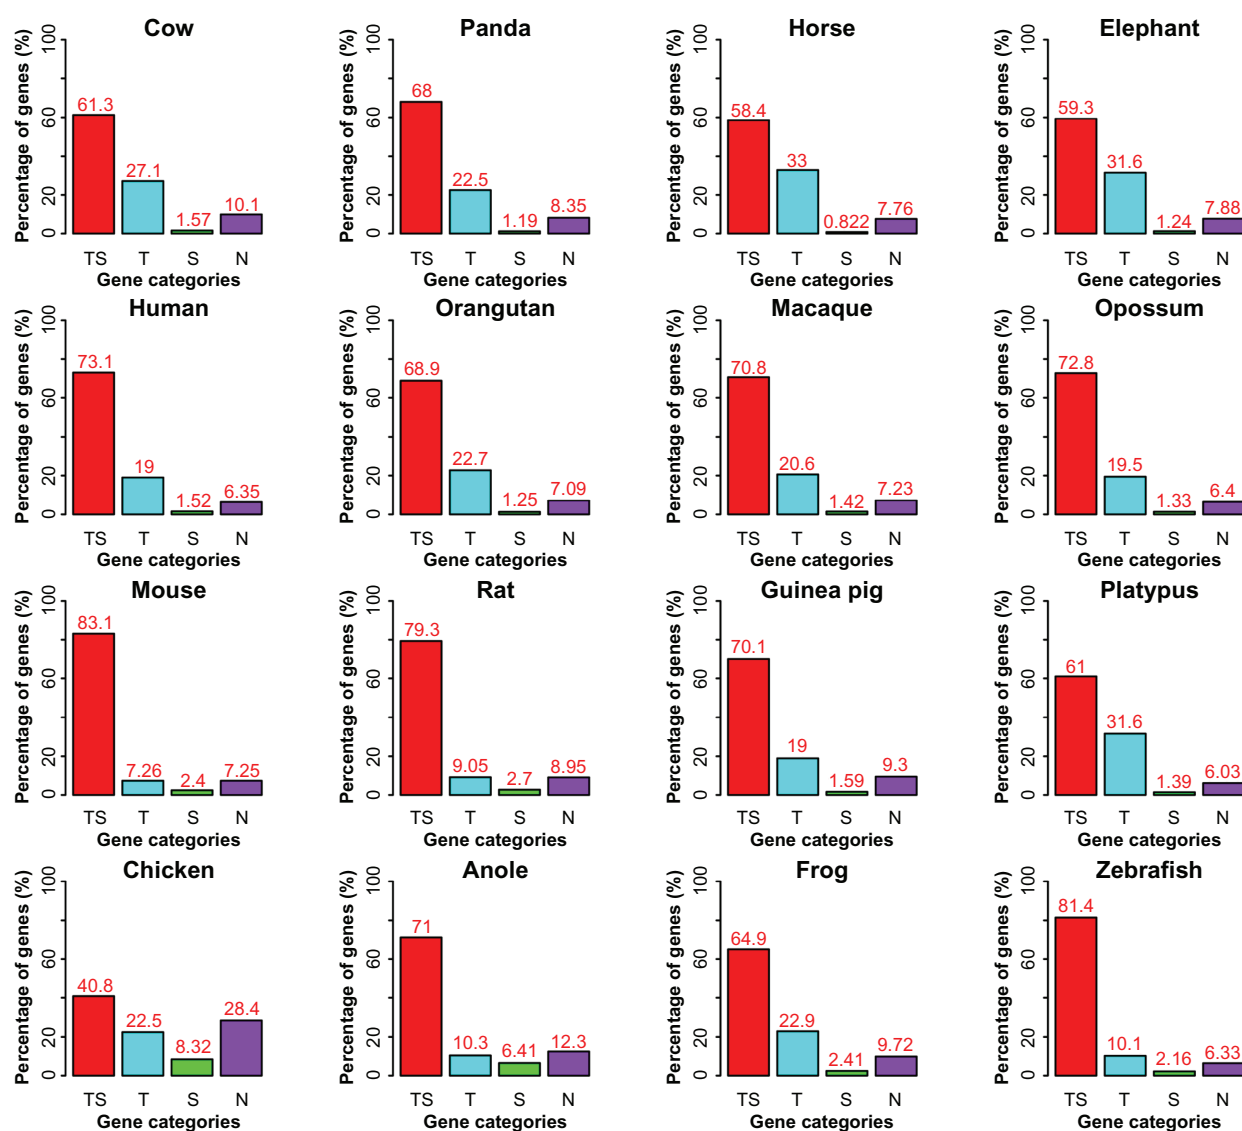 Cow
Percentage of genes (%)
100
60
20
0
61.3
27.1
1.57
10.1
TS T S N
Gene categories
Panda
Percentage of genes (%)
100
60
20
0
68
22.5
1.19
8.35
TS T S N
Gene categories
Horse
Percentage of genes (%)
100
60
20
0
58.4
33
0.822
7.76
TS T S N
Gene categories
Elephant
Percentage of genes (%)
100
60
20
0
59.3
31.6
1.24
7.88
TS T S N
Gene categories
Human
Percentage of genes (%)
100
60
20
0
73.1
19
1.52
6.35
TS T S N
Gene categories
Orangutan
Percentage of genes (%)
100
60
20
0
68.9
22.7
1.25
7.09
TS T S N
Gene categories
Macaque
Percentage of genes (%)
100
60
20
0
70.8
20.6
1.42
7.23
TS T S N
Gene categories
Opossum
Percentage of genes (%)
100
60
20
0
72.8
19.5
1.33
6.4
TS T S N
Gene categories
Mouse
Percentage of genes (%)
100
60
20
0
83.1
7.26
2.4
7.25
TS T S N
Gene categories
Rat
Percentage of genes (%)
100
60
20
0
79.3
9.05
2.7
8.95
TS T S N
Gene categories
Guinea pig
Percentage of genes (%)
100
60
20
0
70.1
19
1.59
9.3
TS T S N
Gene categories
Platypus
Percentage of genes (%)
100
60
20
0
61
31.6
1.39
6.03
TS T S N
Gene categories
Chicken
Percentage of genes (%)
100
60
20
0
40.8
22.5
8.32
28.4
TS T S N
Gene categories
Anole
Percentage of genes (%)
100
60
20
0
71
10.3
6.41
12.3
TS T S N
Gene categories
Frog
Percentage of genes (%)
100
60
20
0
64.9
22.9
2.41
9.72
TS T S N
Gene categories
Zebrafish
Percentage of genes (%)
100
60
20
0
81.4
10.1
2.16
6.33
TS T S N
Gene categories